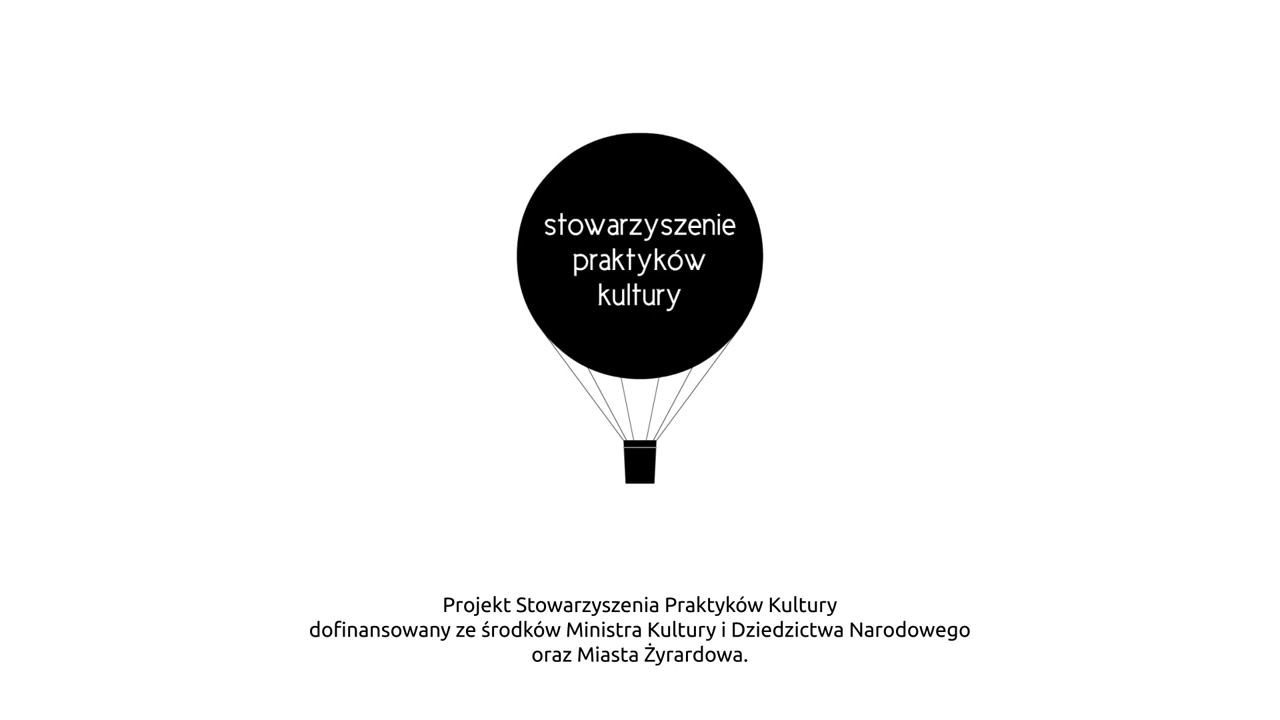 stowarzyszenie
praktyków
kultury
Projekt Stowarzyszenia Praktyków Kultury
dofinansowany ze środków Ministra Kultury i Dziedzictwa Narodowego
oraz Miasta Żyrardowa.